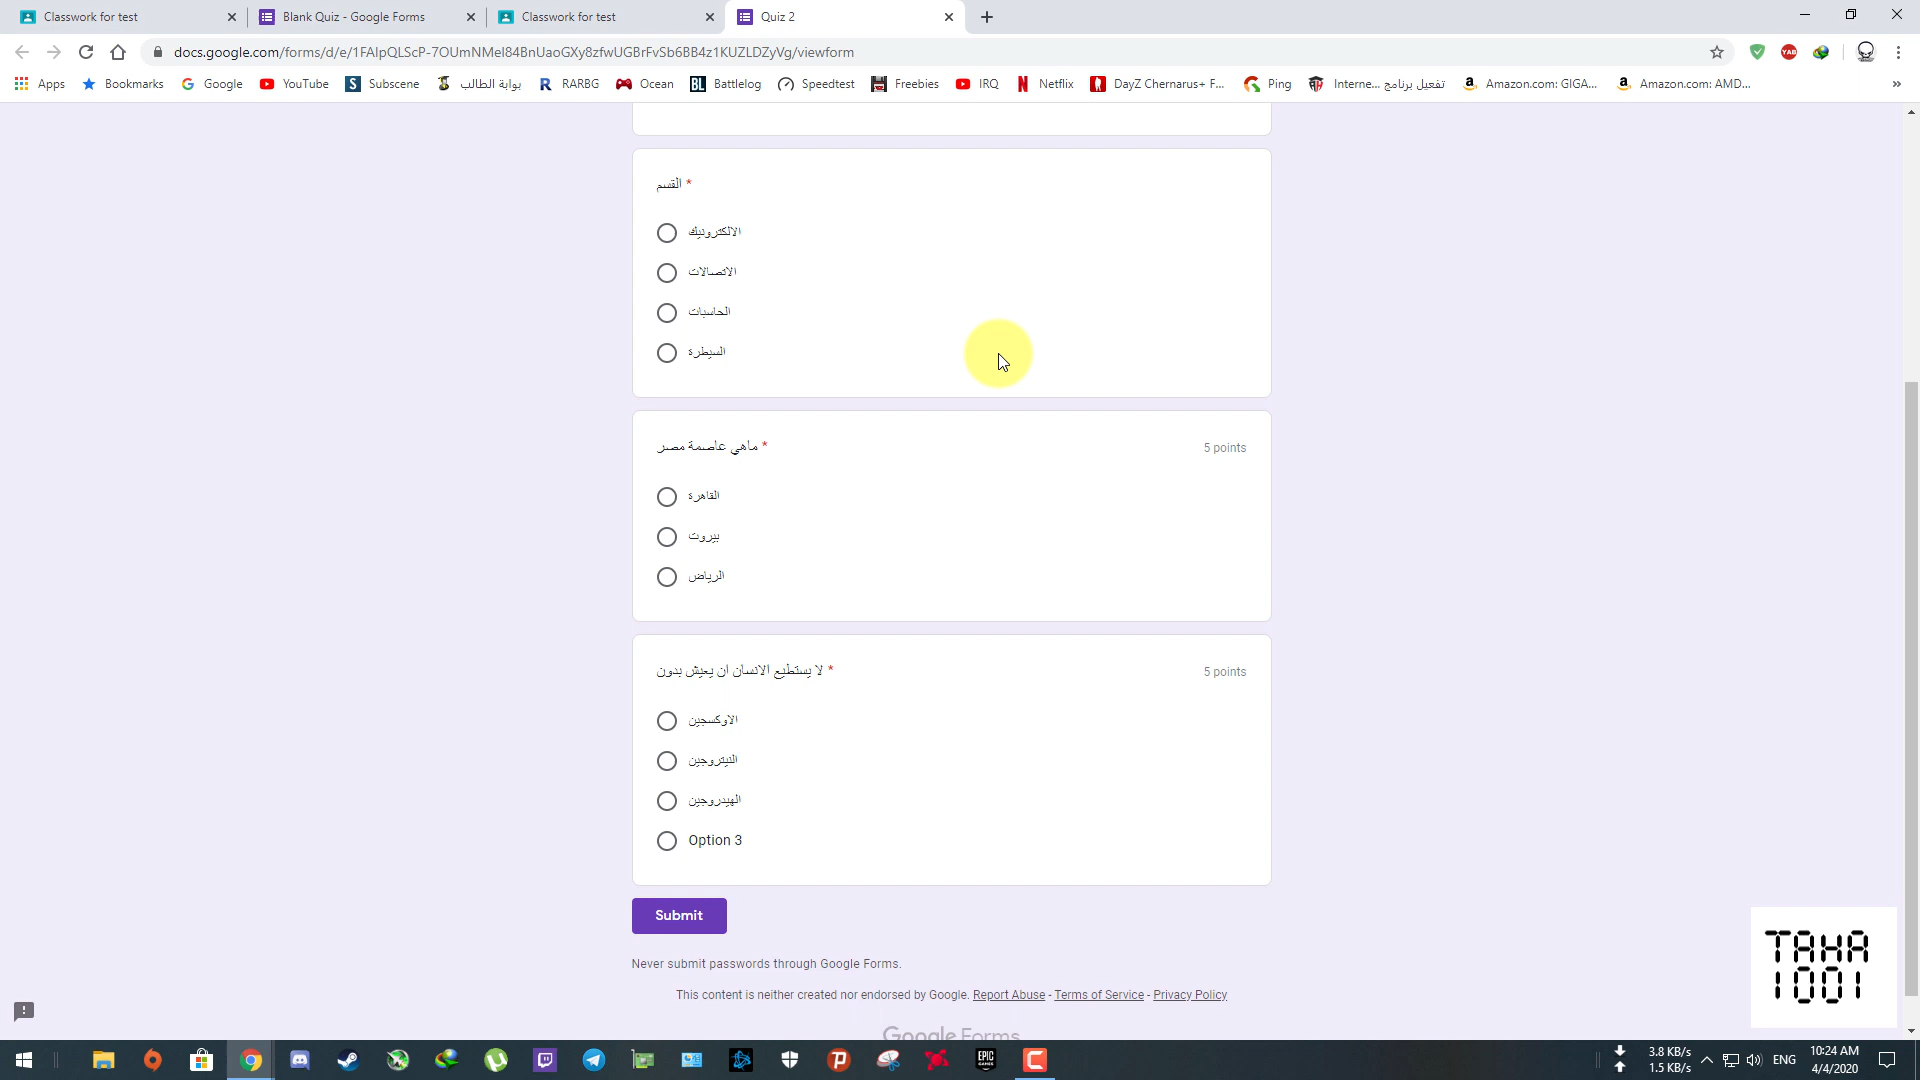 Classwork for test
Blank Quiz - Google Forms
Classwork for test
Quiz 2
docs.google.com/forms/d/e/1FAIpQLScP-7OUmNMel84BnUaoGXy8zfwUGBrFvSb6BB4z1KUZLDZyVg/viewform
Apps Bookmarks Google YouTube Subscene بوابة الطالب RARBG Ocean Battlelog Speedtest Freebies IRQ Netflix DayZ Chernarus+ F... Ping تفعيل برنامج ...Interne Amazon.com: GIGA... Amazon.com: AMD... »
القسم *
الالكترونيك
الاتصالات
الحاسبات
السيطرة
ماهي عاصمة مصر *
5 points
القاهرة
بيروت
الرياض
لا يستطيع الانسان ان يعيش بدون *
5 points
الاوكسجين
النيتروجين
الهيدروجين
Option 3
Submit
Never submit passwords through Google Forms.
This content is neither created nor endorsed by Google. Report Abuse - Terms of Service - Privacy Policy
Google Forms
TAHA
1001
3.8 KB/s
1.5 KB/s
ENG
10:24 AM
4/4/2020